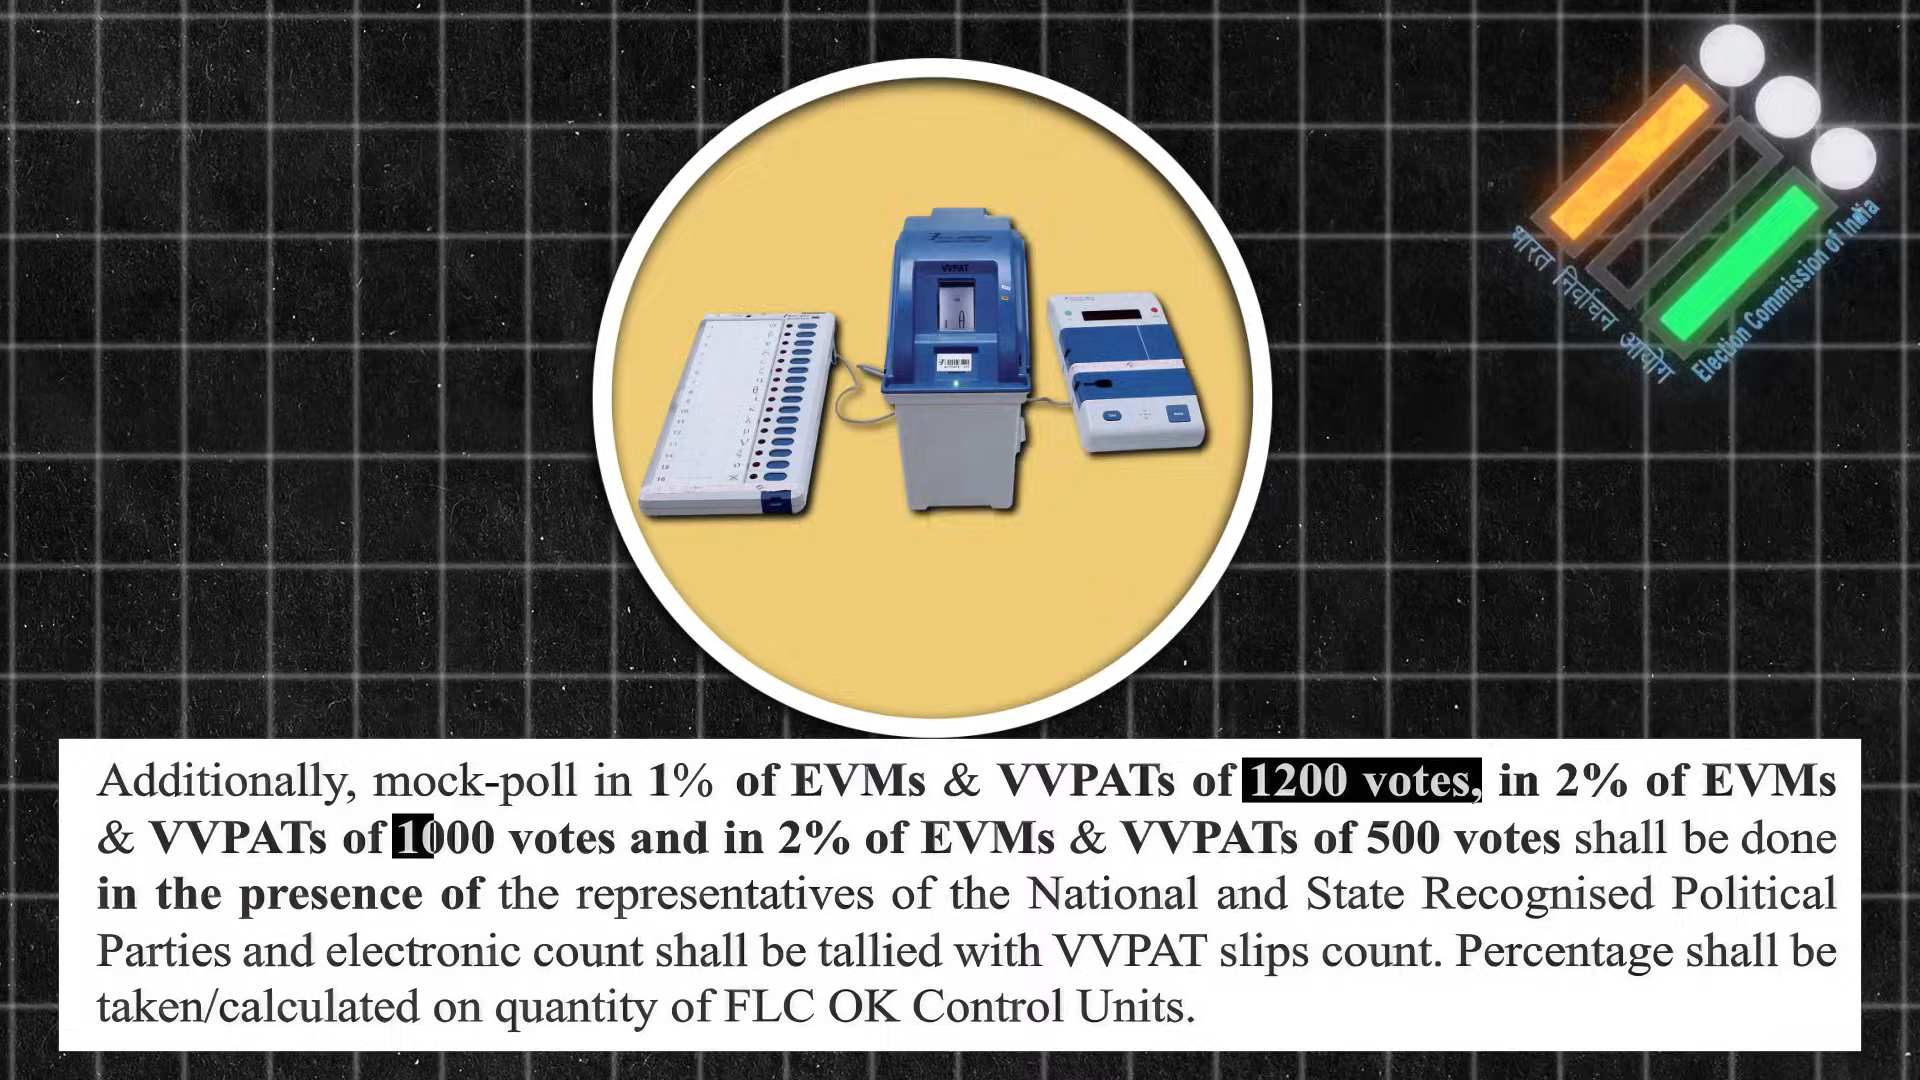 भारत निर्वाचन आयोग
Election Commission of India
VVPAT
15
16
Additionally, mock-poll in 1% of EVMs & VVPATs of 1200 votes, in 2% of EVMs
& VVPATs of 1000 votes and in 2% of EVMs & VVPATs of 500 votes shall be done
in the presence of the representatives of the National and State Recognised Political
Parties and electronic count shall be tallied with VVPAT slips count. Percentage shall be
taken/calculated on quantity of FLC OK Control Units.